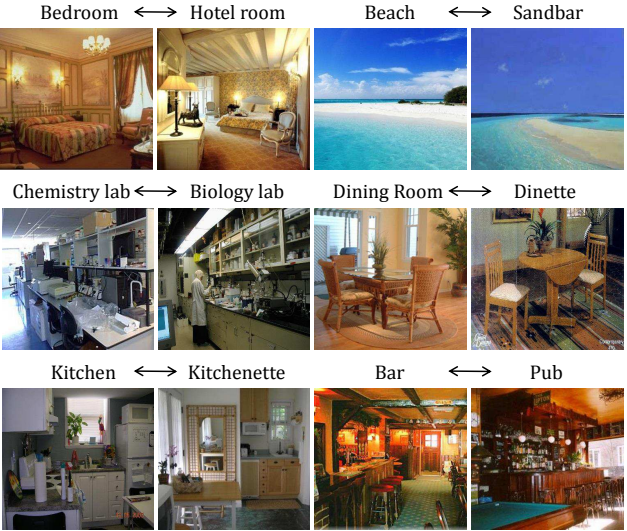 Bedroom Hotel room Beach Sandbar
Chemistry lab Biology lab Dining Room Dinette
Kitchen Kitchenette Bar Pub